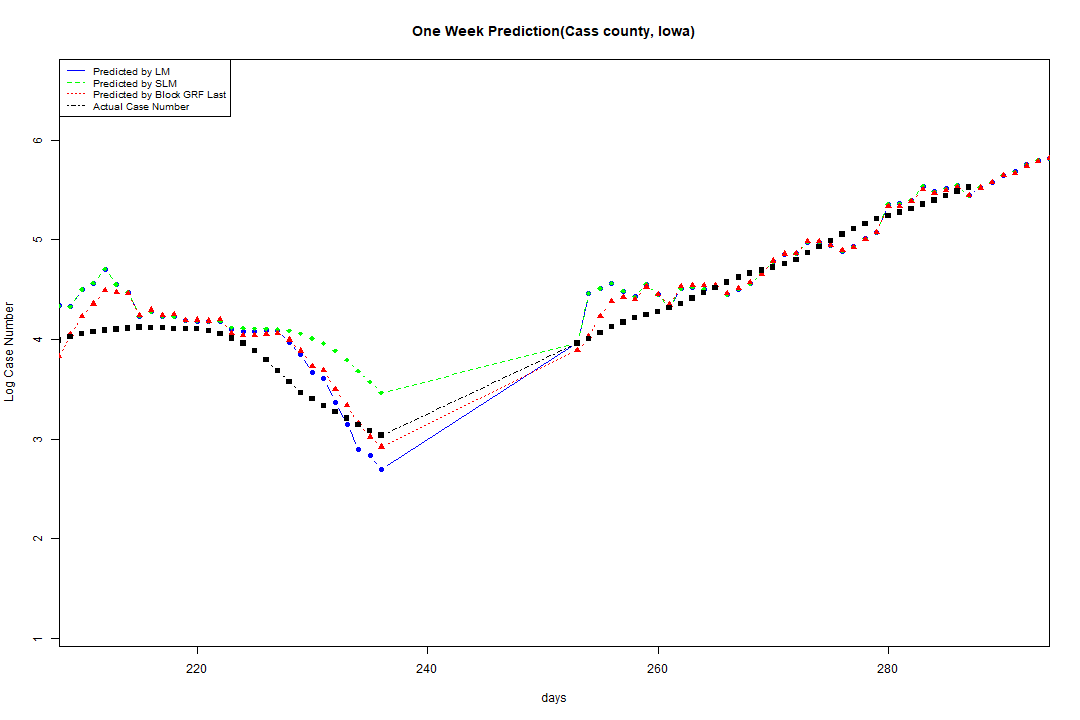 One Week Prediction(Cass county, Iowa)
Predicted by LM
Predicted by SLM
Predicted by Block GRF Last
Actual Case Number
Log Case Number
6
5
4
3
2
1
220 240 260 280
days